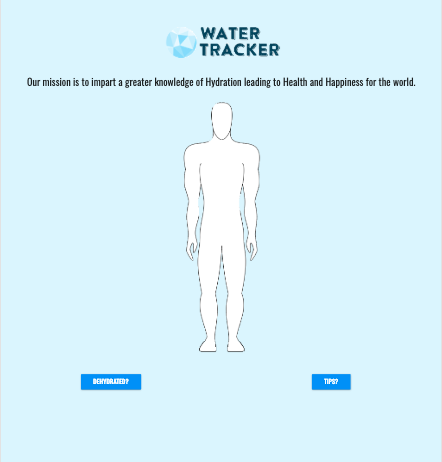 WATER
TRACKER
Our mission is to impart a greater knowledge of Hydration leading to Health and Happiness for the world.
DEHYDRATED?
TIPS?